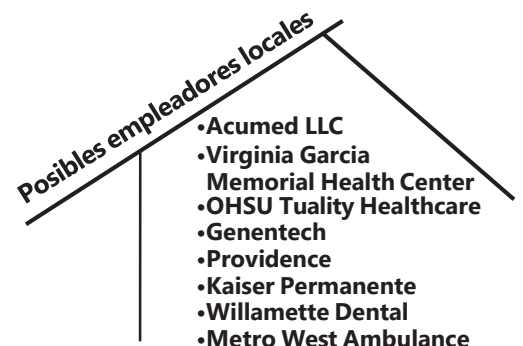 Posibles empleadores locales
•Acumed LLC
•Virginia Garcia
Memorial Health Center
•OHSU Tuality Healthcare
•Genentech
•Providence
•Kaiser Permanente
•Willamette Dental
•Metro West Ambulance